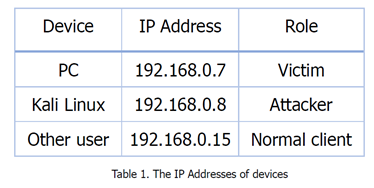 Device IP Address Role
PC 192.168.0.7 Victim
Kali Linux 192.168.0.8 Attacker
Other user 192.168.0.15 Normal client
Table 1. The IP Addresses of devices